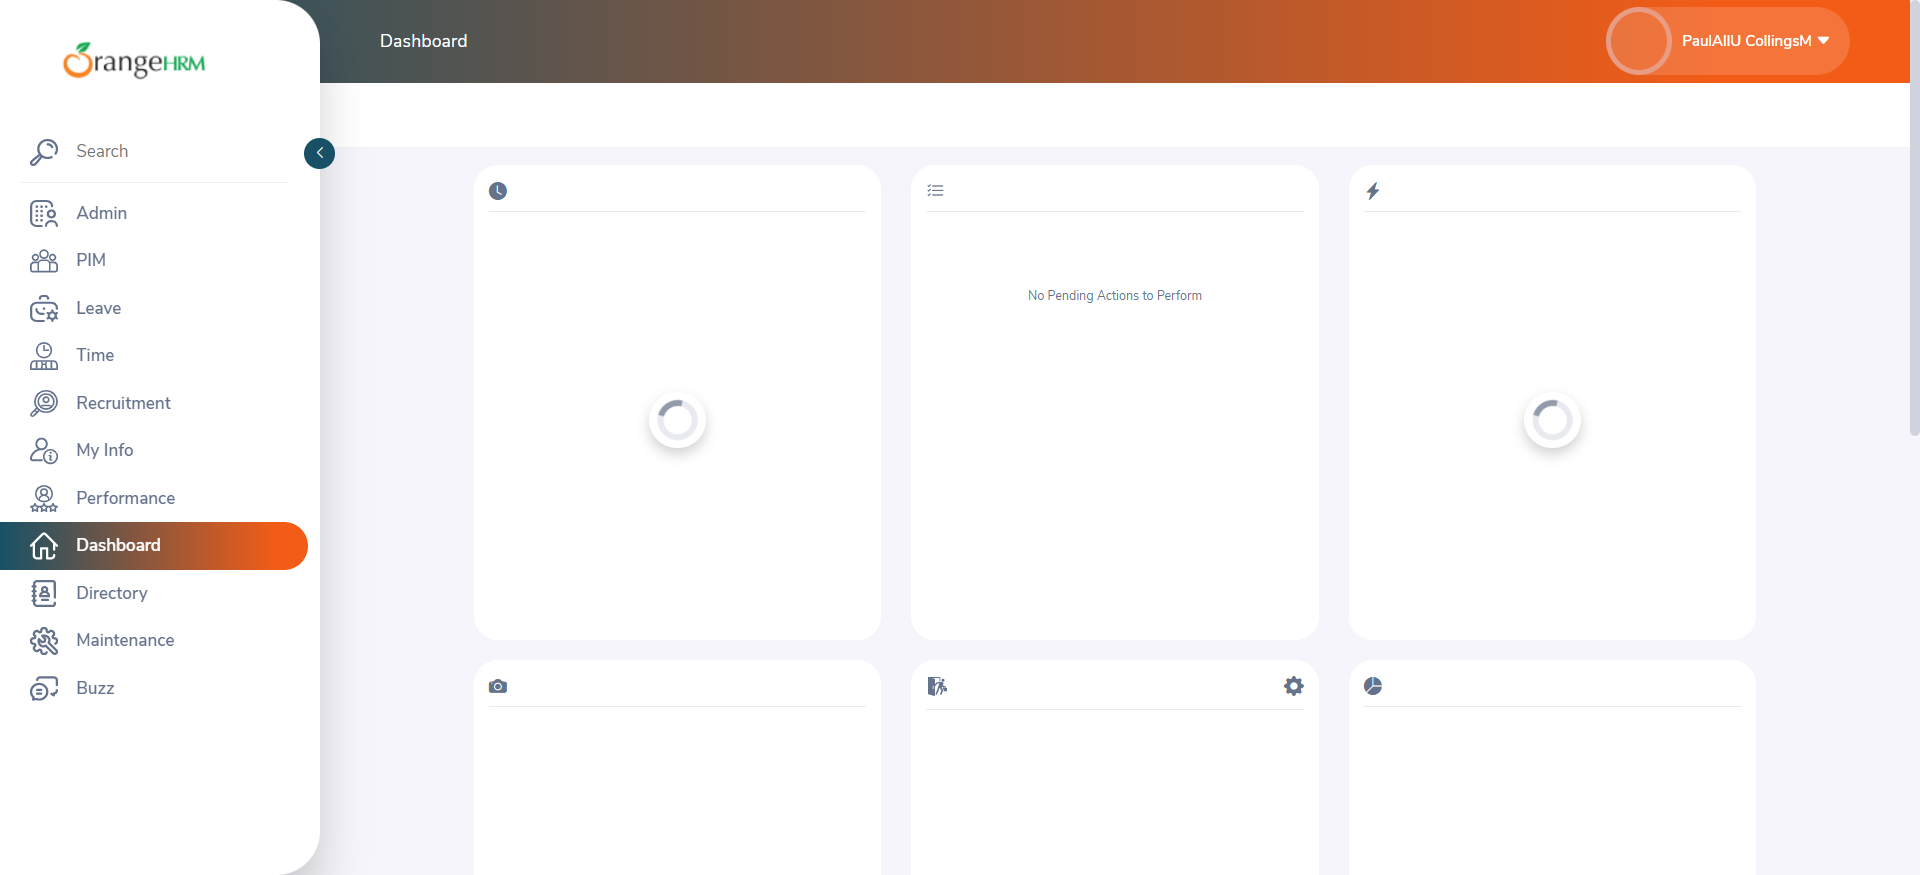 OrangeHRM
Dashboard
PaulAllU CollingsM
Search
Admin
PIM
Leave
Time
Recruitment
My Info
Performance
Dashboard
Directory
Maintenance
Buzz
No Pending Actions to Perform